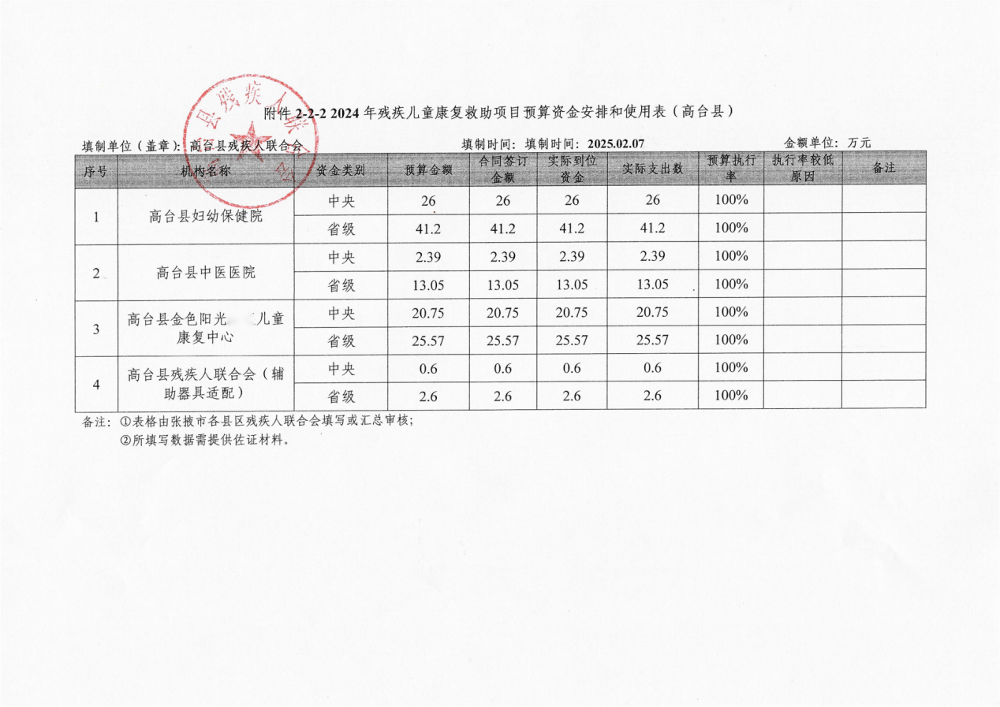 附件 2-2-2 2024 年残疾儿童康复救助项目预算资金安排和使用表（高台县）
填制单位（盖章）：高台县残疾人联合会 填制时间：填制时间：2025.02.07 金额单位：万元
序号 机构名称 资金类别 预算金额 合同签订金额 实际到位资金 实际支出数 预算执行率 执行率较低原因 备注
1 高台县妇幼保健院 中央 26 26 26 26 100%
省级 41.2 41.2 41.2 41.2 100%
2 高台县中医医院 中央 2.39 2.39 2.39 2.39 100%
省级 13.05 13.05 13.05 13.05 100%
3 高台县金色阳光 儿童康复中心 中央 20.75 20.75 20.75 20.75 100%
省级 25.57 25.57 25.57 25.57 100%
4 高台县残疾人联合会（辅助器具适配） 中央 0.6 0.6 0.6 0.6 100%
省级 2.6 2.6 2.6 2.6 100%
备注：①表格由张掖市各县区残疾人联合会填写或汇总审核；
②所填写数据需提供佐证材料。
县残疾人联合会